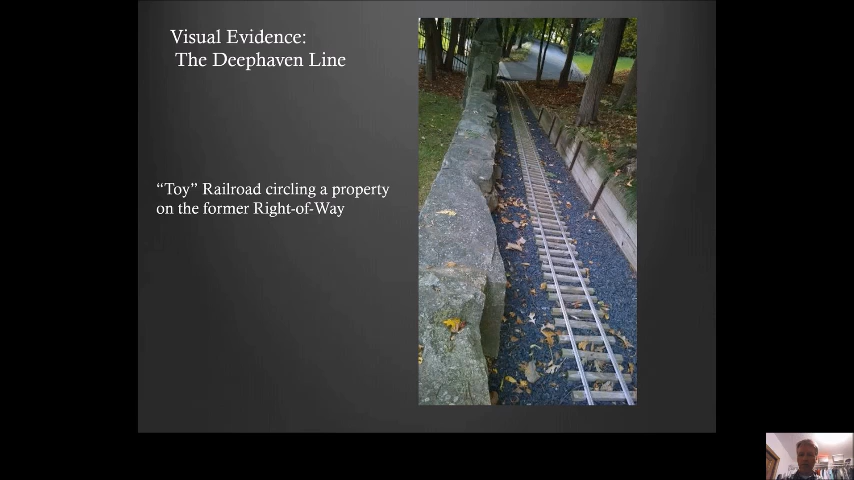 Visual Evidence:
The Deephaven Line
“Toy” Railroad circling a property
on the former Right-of-Way